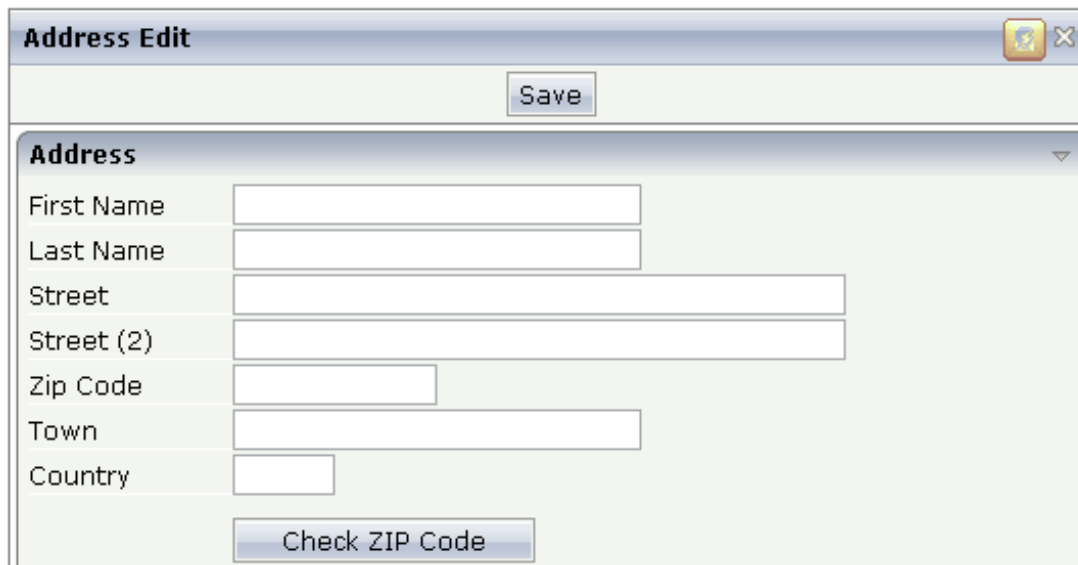 Address Edit
Save
Address
First Name
Last Name
Street
Street (2)
Zip Code
Town
Country
Check ZIP Code